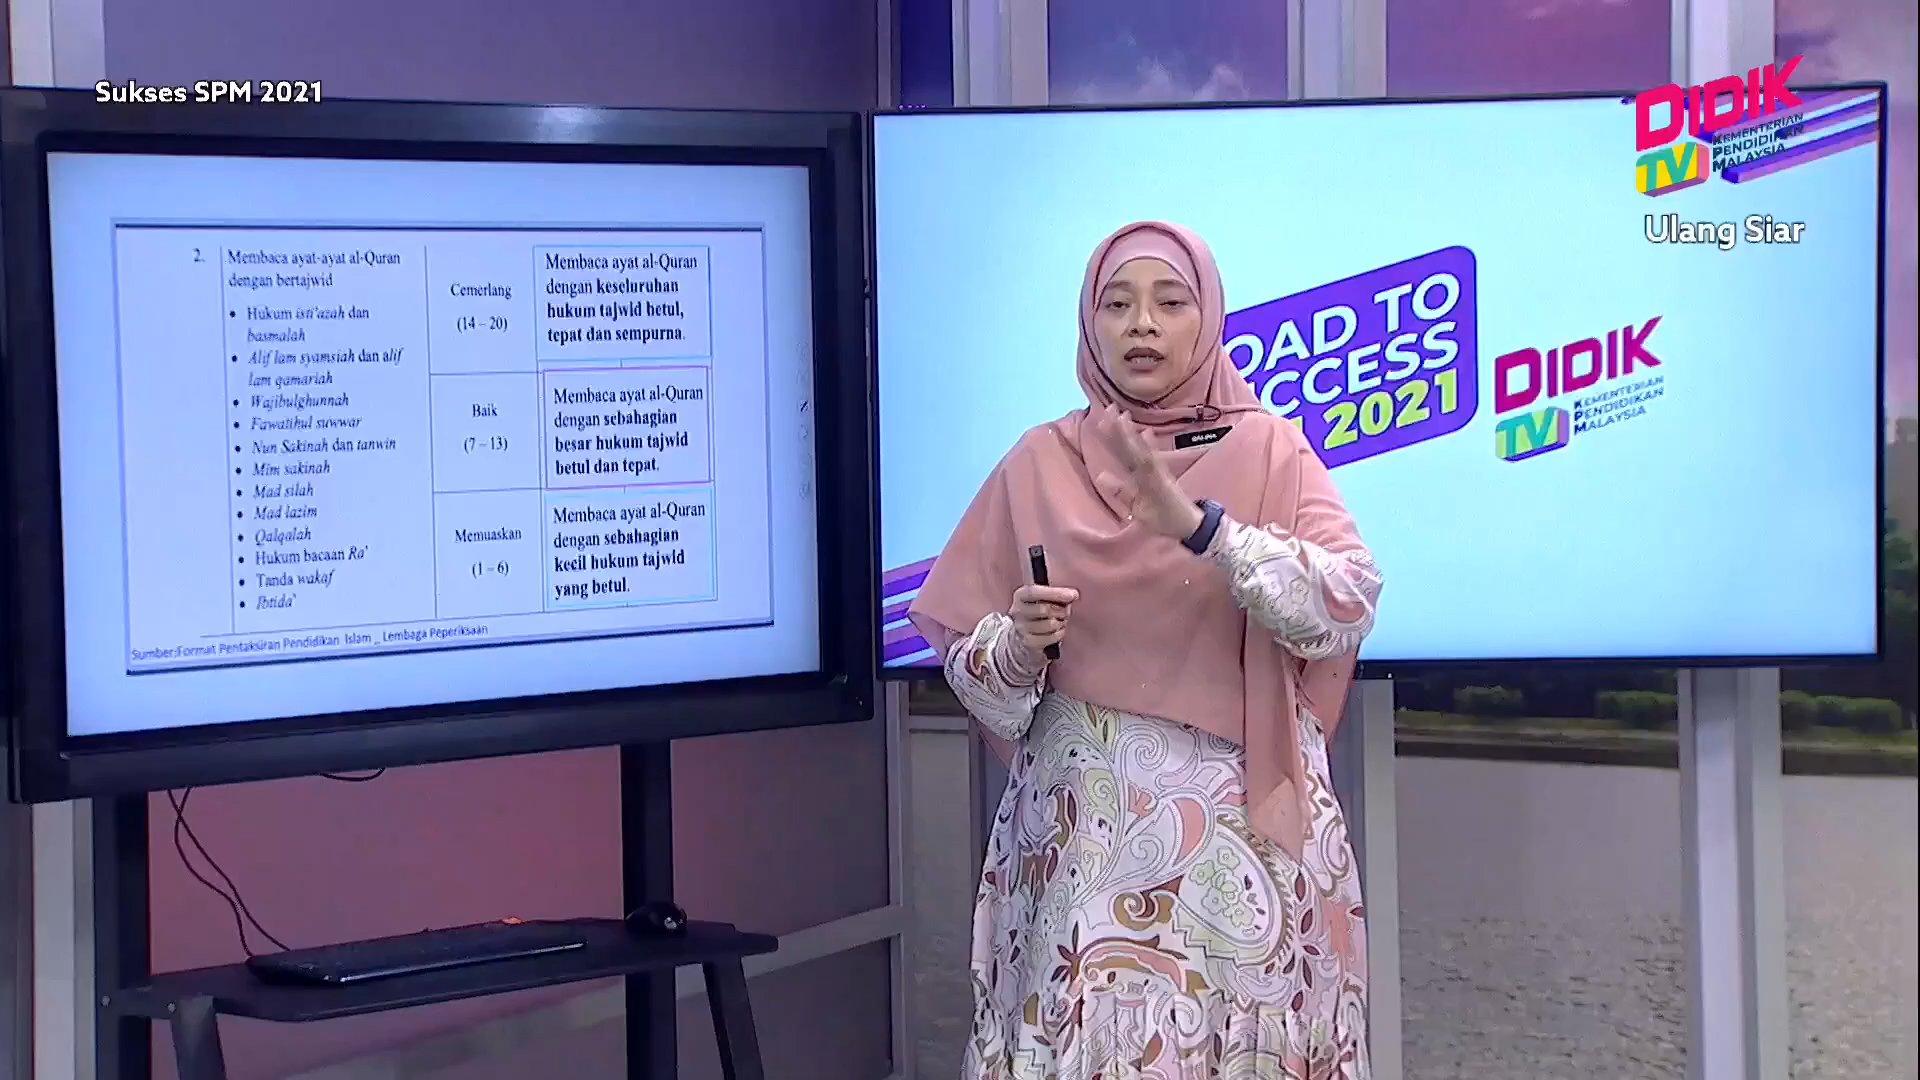 Sukses SPM 2021
2.
Membaca ayat-ayat al-Quran
dengan bertajwid
• Hukum isti'azah dan
basmalah
• Alif lam syamsiah dan alif
lam qamariah
• Wajibulghunnah
• Fawatihul suwwar
• Nun Sakinah dan tanwin
• Mim sakinah
• Mad silah
• Mad lazim
• Qalqalah
• Hukum bacaan Ra'
• Tanda wakaf
• Ibtida'
Cemerlang
(14 – 20)
Membaca ayat al-Quran
dengan keseluruhan
hukum tajwid betul,
tepat dan sempurna.
Baik
(7 – 13)
Membaca ayat al-Quran
dengan sebahagian
besar hukum tajwid
betul dan tepat.
Memuaskan
(1 – 6)
Membaca ayat al-Quran
dengan sebahagian
kecil hukum tajwid
yang betul.
Sumber:Format Pentaksiran Pendidikan Islam _ Lembaga Peperiksaan
OAD TO
CCESS
2021
DIDIK
TV
KEMENTERIAN
PENDIDIKAN
MALAYSIA
DIDIK
TV
KEMENTERIAN
PENDIDIKAN
MALAYSIA
Ulang Siar